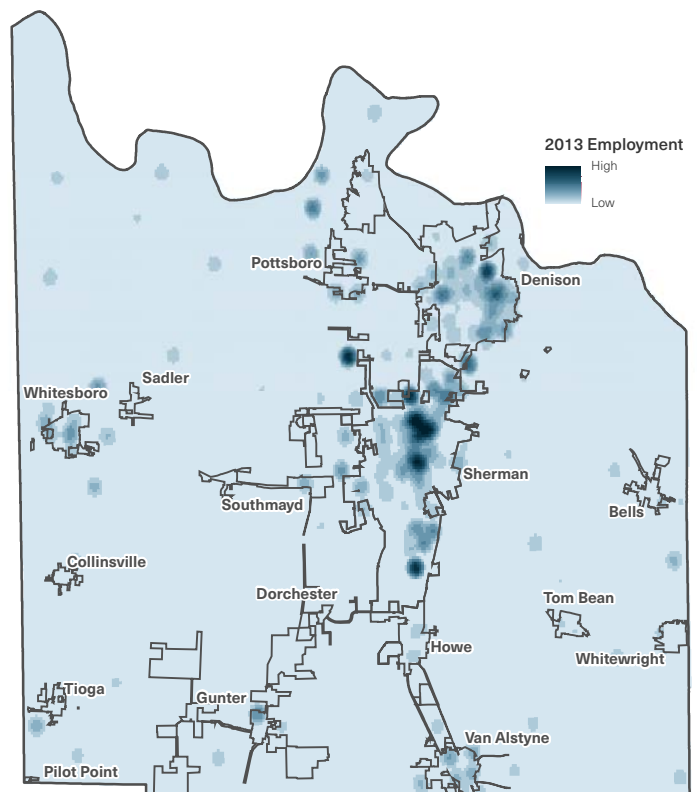 2013 Employment
High
Low
Pottsboro
Denison
Sadler
Whitesboro
Sherman
Southmayd
Bells
Collinsville
Dorchester
Tom Bean
Howe
Whitewright
Tioga
Gunter
Van Alstyne
Pilot Point